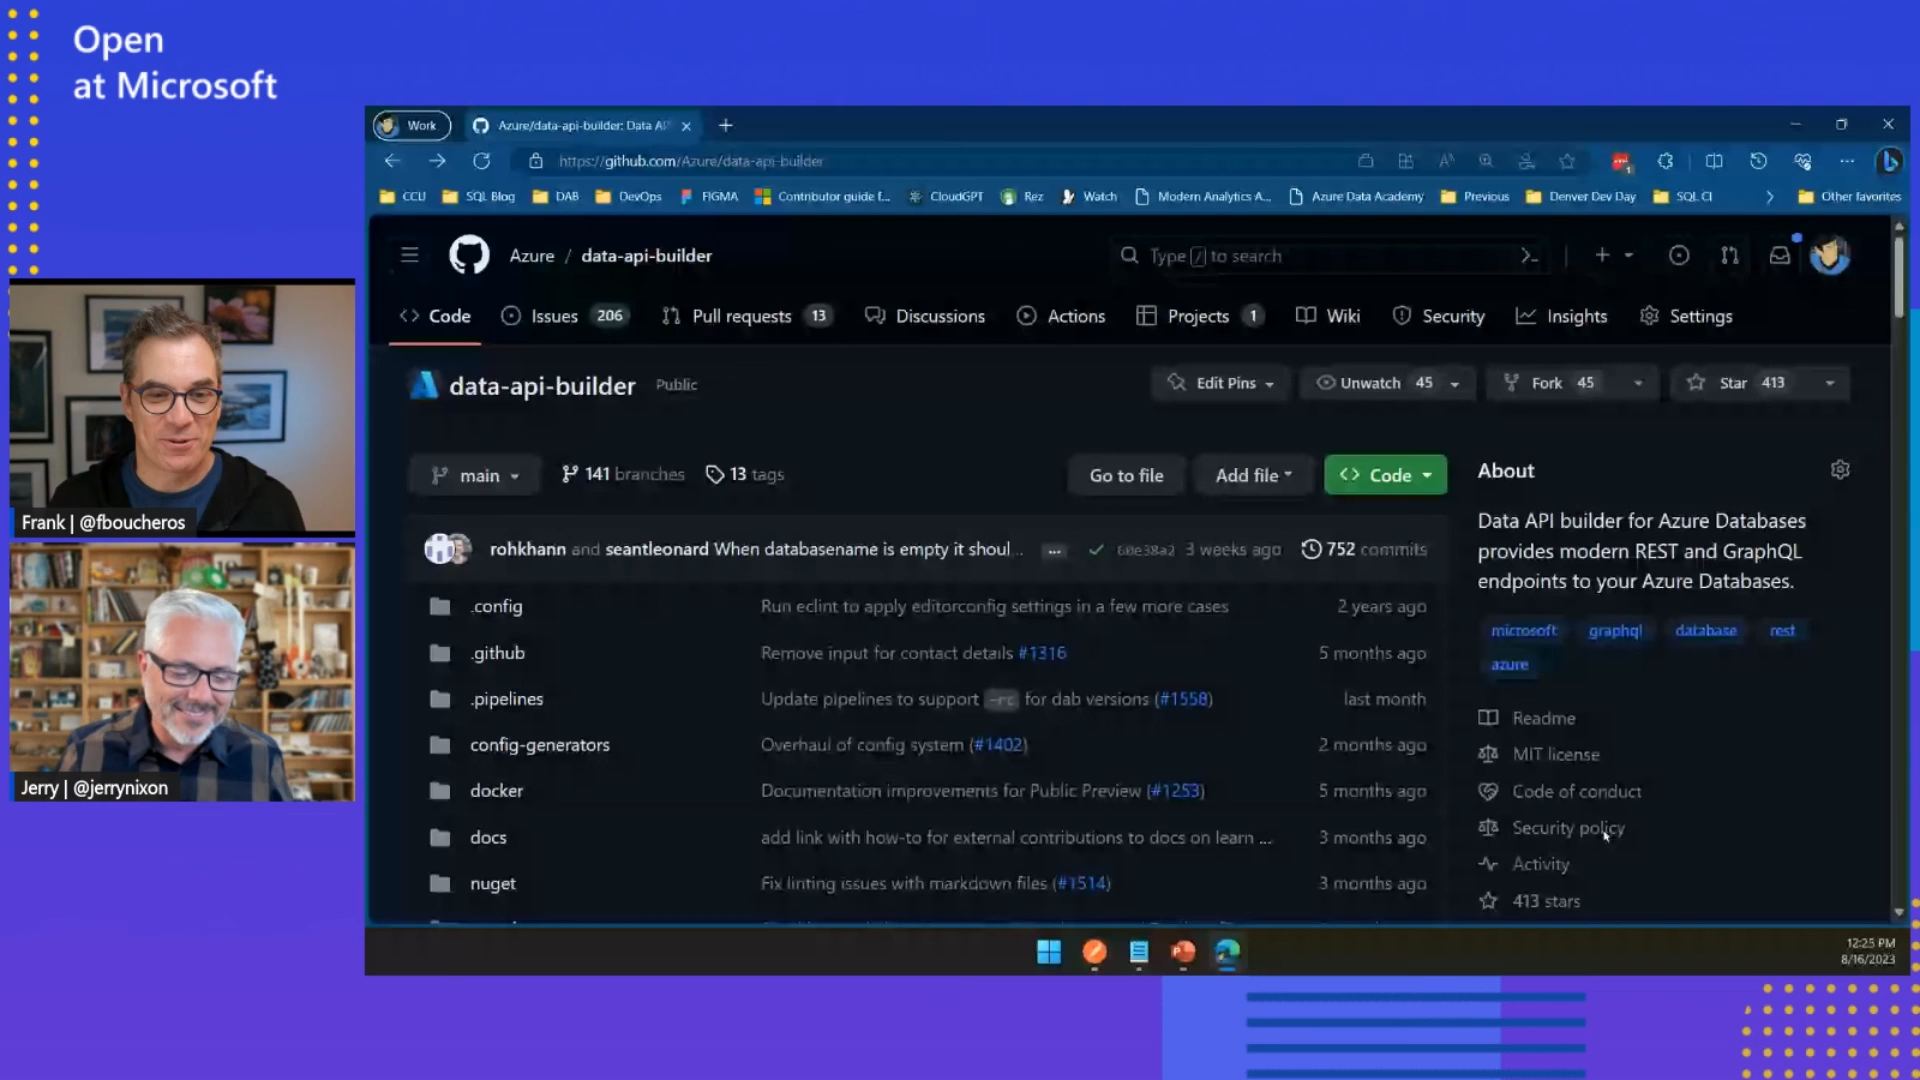 Open
at Microsoft
Work
Azure/data-api-builder: Data AP
https://github.com/Azure/data-api-builder
CCU
SQL Blog
DAB
DevOps
FIGMA
Contributor guide f...
CloudGPT
Rez
Watch
Modern Analytics A...
Azure Data Academy
Previous
Denver Dev Day
SQL CI
Other favorites
Azure / data-api-builder
Type / to search
Code
Issues 206
Pull requests 13
Discussions
Actions
Projects 1
Wiki
Security
Insights
Settings
data-api-builder Public
Edit Pins
Unwatch 45
Fork 45
Star 413
main
141 branches
13 tags
Go to file
Add file
Code
rohkhann and seantleonard When databasename is empty it shoul... ... 60e38a2 3 weeks ago 752 commits
.config Run eclint to apply editorconfig settings in a few more cases 2 years ago
.github Remove input for contact details #1316 5 months ago
.pipelines Update pipelines to support -rc for dab versions (#1558) last month
config-generators Overhaul of config system (#1402) 2 months ago
docker Documentation improvements for Public Preview (#1253) 5 months ago
docs add link with how-to for external contributions to docs on learn ... 3 months ago
nuget Fix linting issues with markdown files (#1514) 3 months ago
About
Data API builder for Azure Databases
provides modern REST and GraphQL
endpoints to your Azure Databases.
microsoft graphql database rest
azure
Readme
MIT license
Code of conduct
Security policy
Activity
413 stars
Frank | @fboucheros
Jerry | @jerrynixon
12:25 PM
8/16/2023